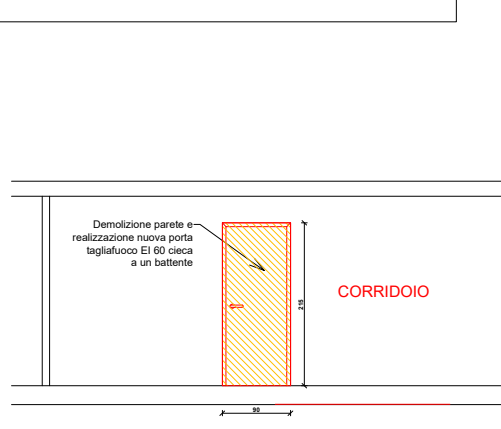 Demolizione parete e
realizzazione nuova porta
tagliafuoco EI 60 cieca
a un battente
CORRIDOIO
215
90